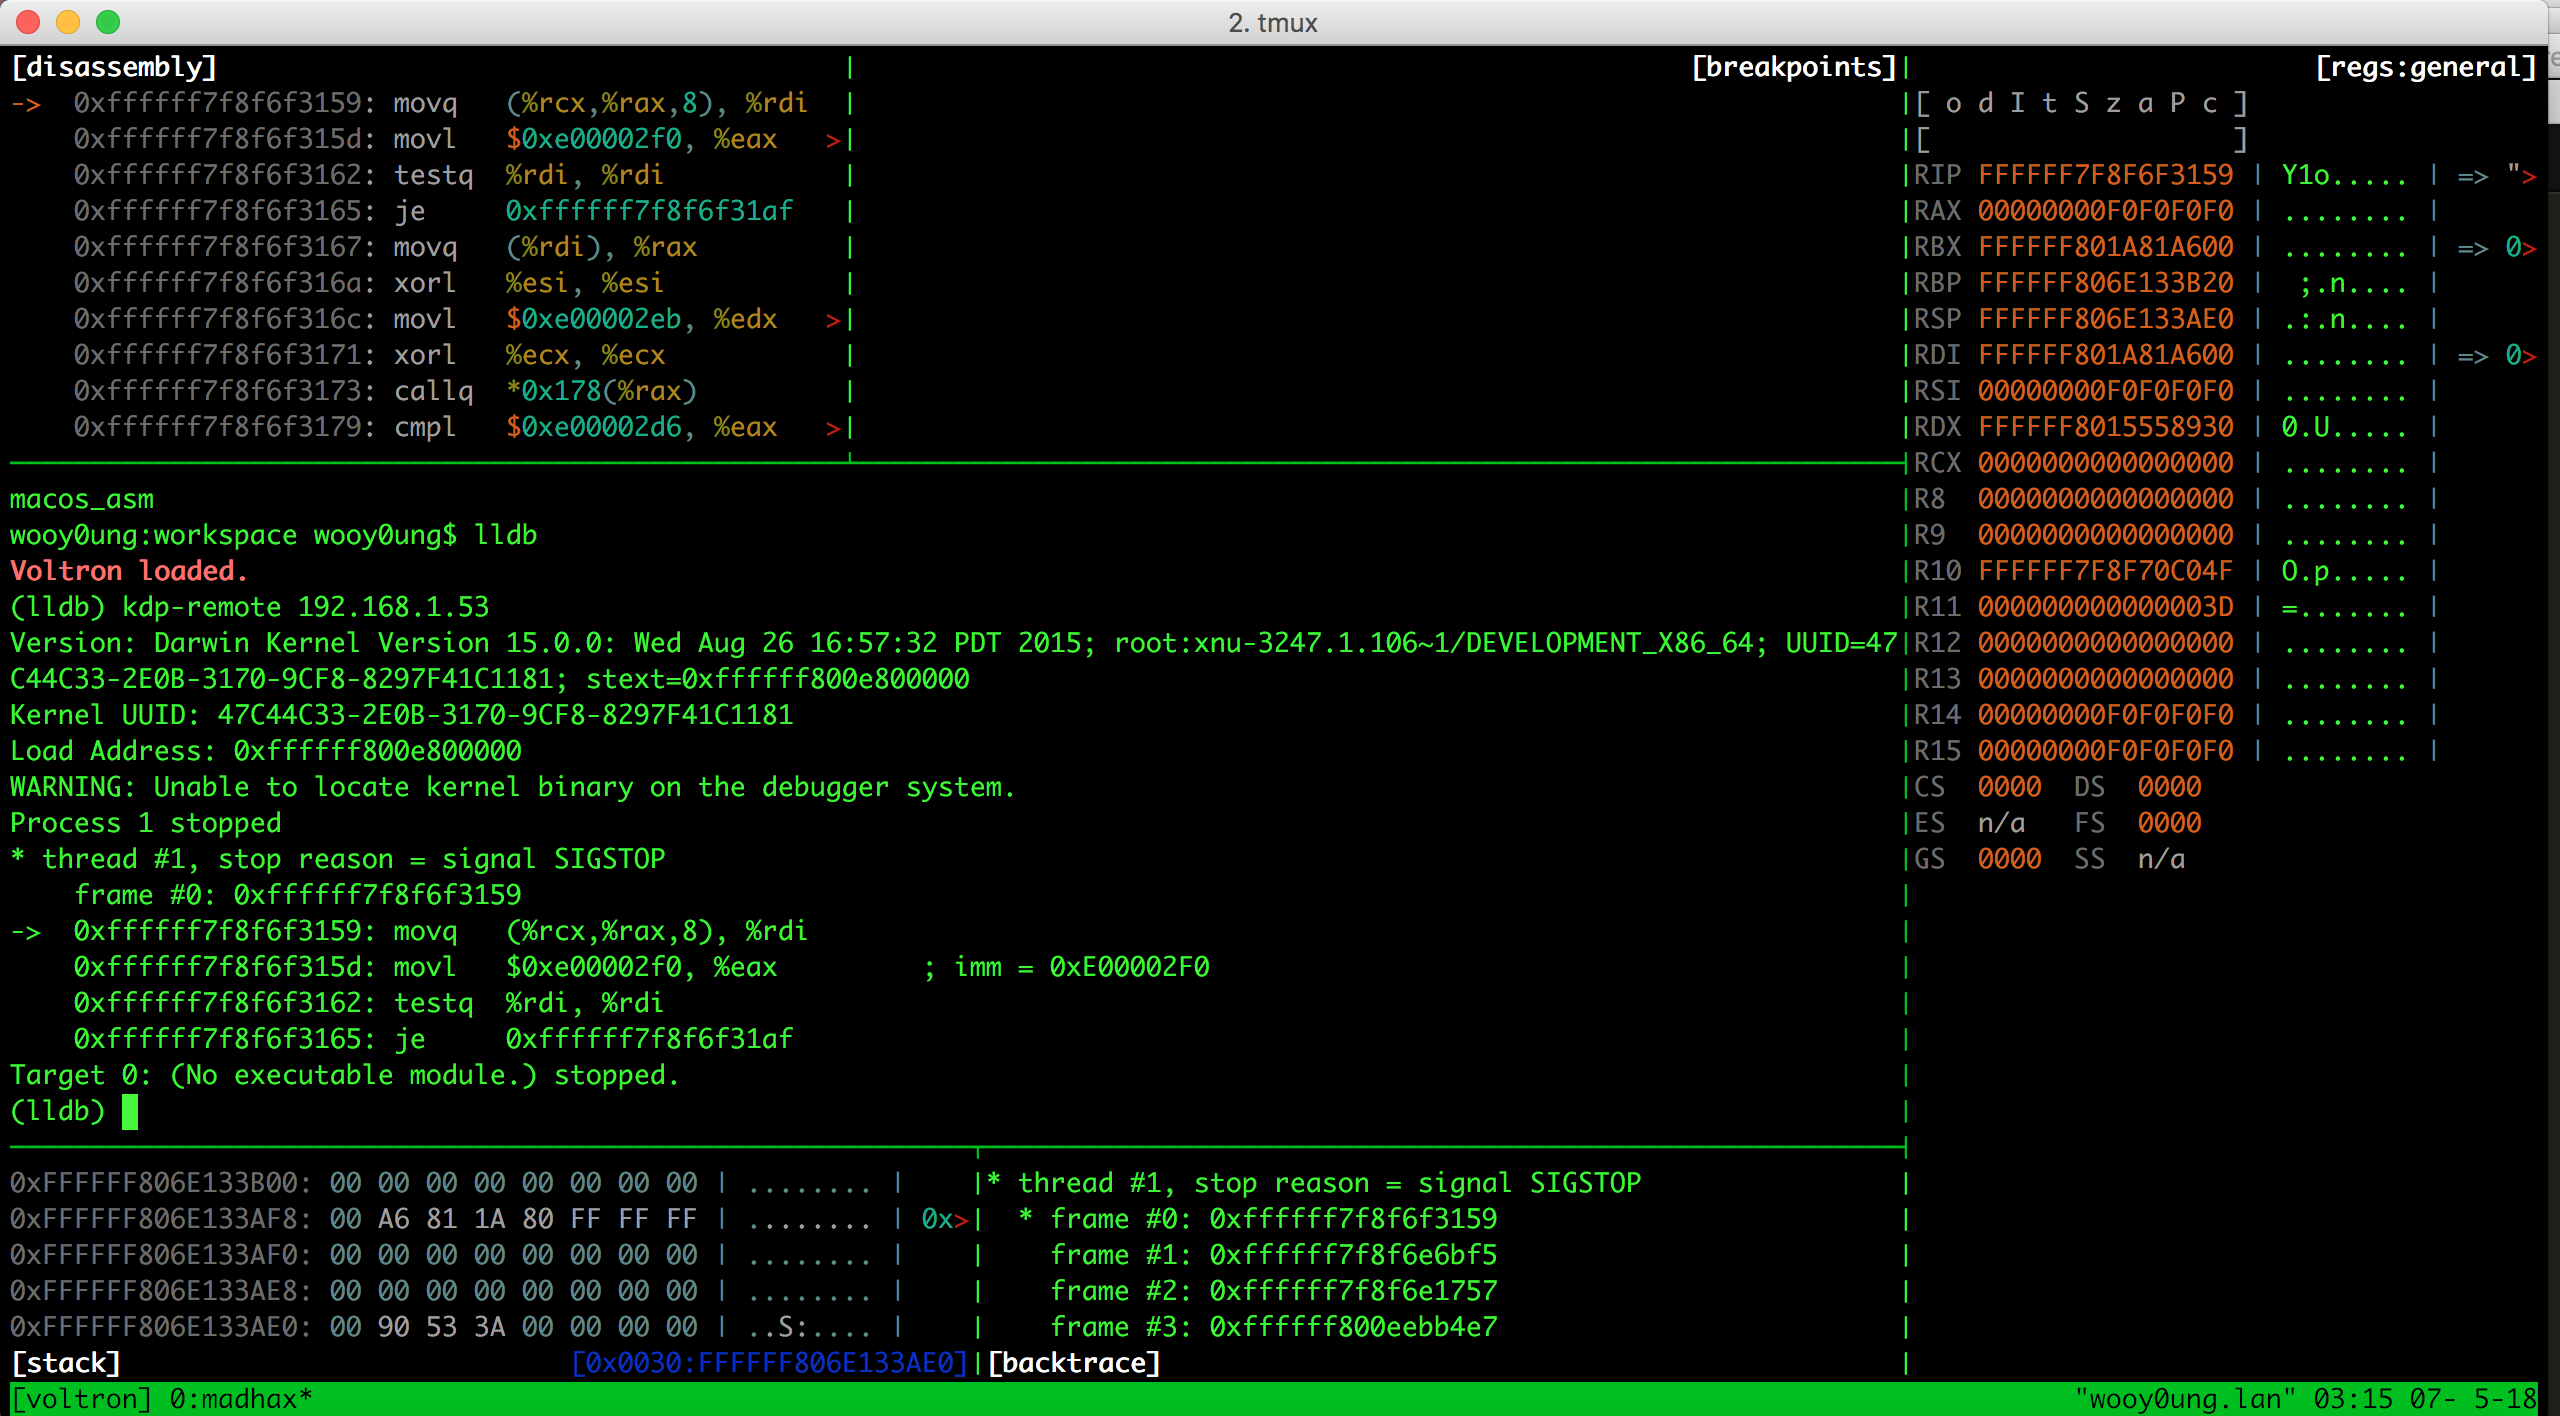 2. tmux
[disassembly]
-> 0xffffff7f8f6f3159: movq (%rcx,%rax,8), %rdi
0xffffff7f8f6f315d: movl $0xe00002f0, %eax >
0xffffff7f8f6f3162: testq %rdi, %rdi
0xffffff7f8f6f3165: je 0xffffff7f8f6f31af
0xffffff7f8f6f3167: movq (%rdi), %rax
0xffffff7f8f6f316a: xorl %esi, %esi
0xffffff7f8f6f316c: movl $0xe00002eb, %edx >
0xffffff7f8f6f3171: xorl %ecx, %ecx
0xffffff7f8f6f3173: callq *0x178(%rax)
0xffffff7f8f6f3179: cmpl $0xe00002d6, %eax >
[breakpoints]
[regs:general]
[ o d I t S z a P c ]
[ ]
RIP FFFFFF7F8F6F3159 | Y1o..... | => ">
RAX 00000000F0F0F0F0 | ........ |
RBX FFFFFF801A81A600 | ........ | => 0>
RBP FFFFFF806E133B20 | ;.n.... |
RSP FFFFFF806E133AE0 | .:.n.... |
RDI FFFFFF801A81A600 | ........ | => 0>
RSI 00000000F0F0F0F0 | ........ |
RDX FFFFFF8015558930 | 0.U..... |
RCX 0000000000000000 | ........ |
R8 0000000000000000 | ........ |
R9 0000000000000000 | ........ |
R10 FFFFFF7F8F70C04F | O.p..... |
R11 000000000000003D | =....... |
R12 0000000000000000 | ........ |
R13 0000000000000000 | ........ |
R14 00000000F0F0F0F0 | ........ |
R15 00000000F0F0F0F0 | ........ |
CS 0000 DS 0000
ES n/a FS 0000
GS 0000 SS n/a
macos_asm
wooy0ung:workspace wooy0ung$ lldb
Voltron loaded.
(lldb) kdp-remote 192.168.1.53
Version: Darwin Kernel Version 15.0.0: Wed Aug 26 16:57:32 PDT 2015; root:xnu-3247.1.106~1/DEVELOPMENT_X86_64; UUID=47
C44C33-2E0B-3170-9CF8-8297F41C1181; stext=0xffffff800e800000
Kernel UUID: 47C44C33-2E0B-3170-9CF8-8297F41C1181
Load Address: 0xffffff800e800000
WARNING: Unable to locate kernel binary on the debugger system.
Process 1 stopped
* thread #1, stop reason = signal SIGSTOP
frame #0: 0xffffff7f8f6f3159
-> 0xffffff7f8f6f3159: movq (%rcx,%rax,8), %rdi
0xffffff7f8f6f315d: movl $0xe00002f0, %eax ; imm = 0xE00002F0
0xffffff7f8f6f3162: testq %rdi, %rdi
0xffffff7f8f6f3165: je 0xffffff7f8f6f31af
Target 0: (No executable module.) stopped.
(lldb)
0xFFFFFF806E133B00: 00 00 00 00 00 00 00 00 | ........ |
0xFFFFFF806E133AF8: 00 A6 81 1A 80 FF FF FF | ........ | 0x>
0xFFFFFF806E133AF0: 00 00 00 00 00 00 00 00 | ........ |
0xFFFFFF806E133AE8: 00 00 00 00 00 00 00 00 | ........ |
0xFFFFFF806E133AE0: 00 90 53 3A 00 00 00 00 | ..S:.... |
[stack] [0x0030:FFFFFF806E133AE0]
* thread #1, stop reason = signal SIGSTOP
* frame #0: 0xffffff7f8f6f3159
frame #1: 0xffffff7f8f6e6bf5
frame #2: 0xffffff7f8f6e1757
frame #3: 0xffffff800eebb4e7
[backtrace]
[voltron] 0:madhax* "wooy0ung.lan" 03:15 07- 5-18